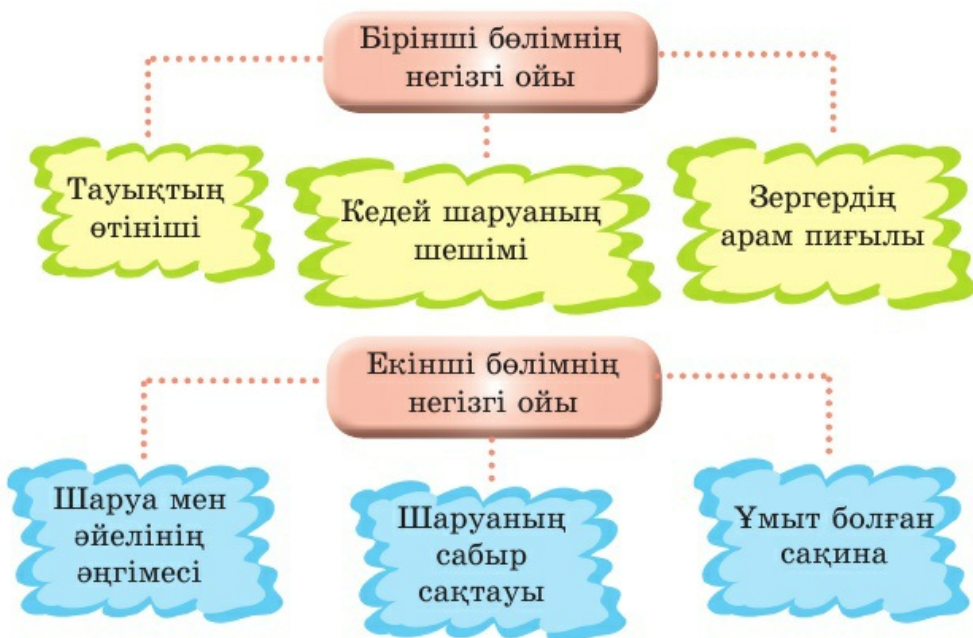 Бірінші бөлімнің
негізгі ойы
Тауықтың
өтініші
Кедей шаруаның
шешімі
Зергердің
арам пиғылы
Екінші бөлімнің
негізгі ойы
Шаруа мен
әйелінің
әңгімесі
Шаруаның
сабыр
сақтауы
Ұмыт болған
сақина